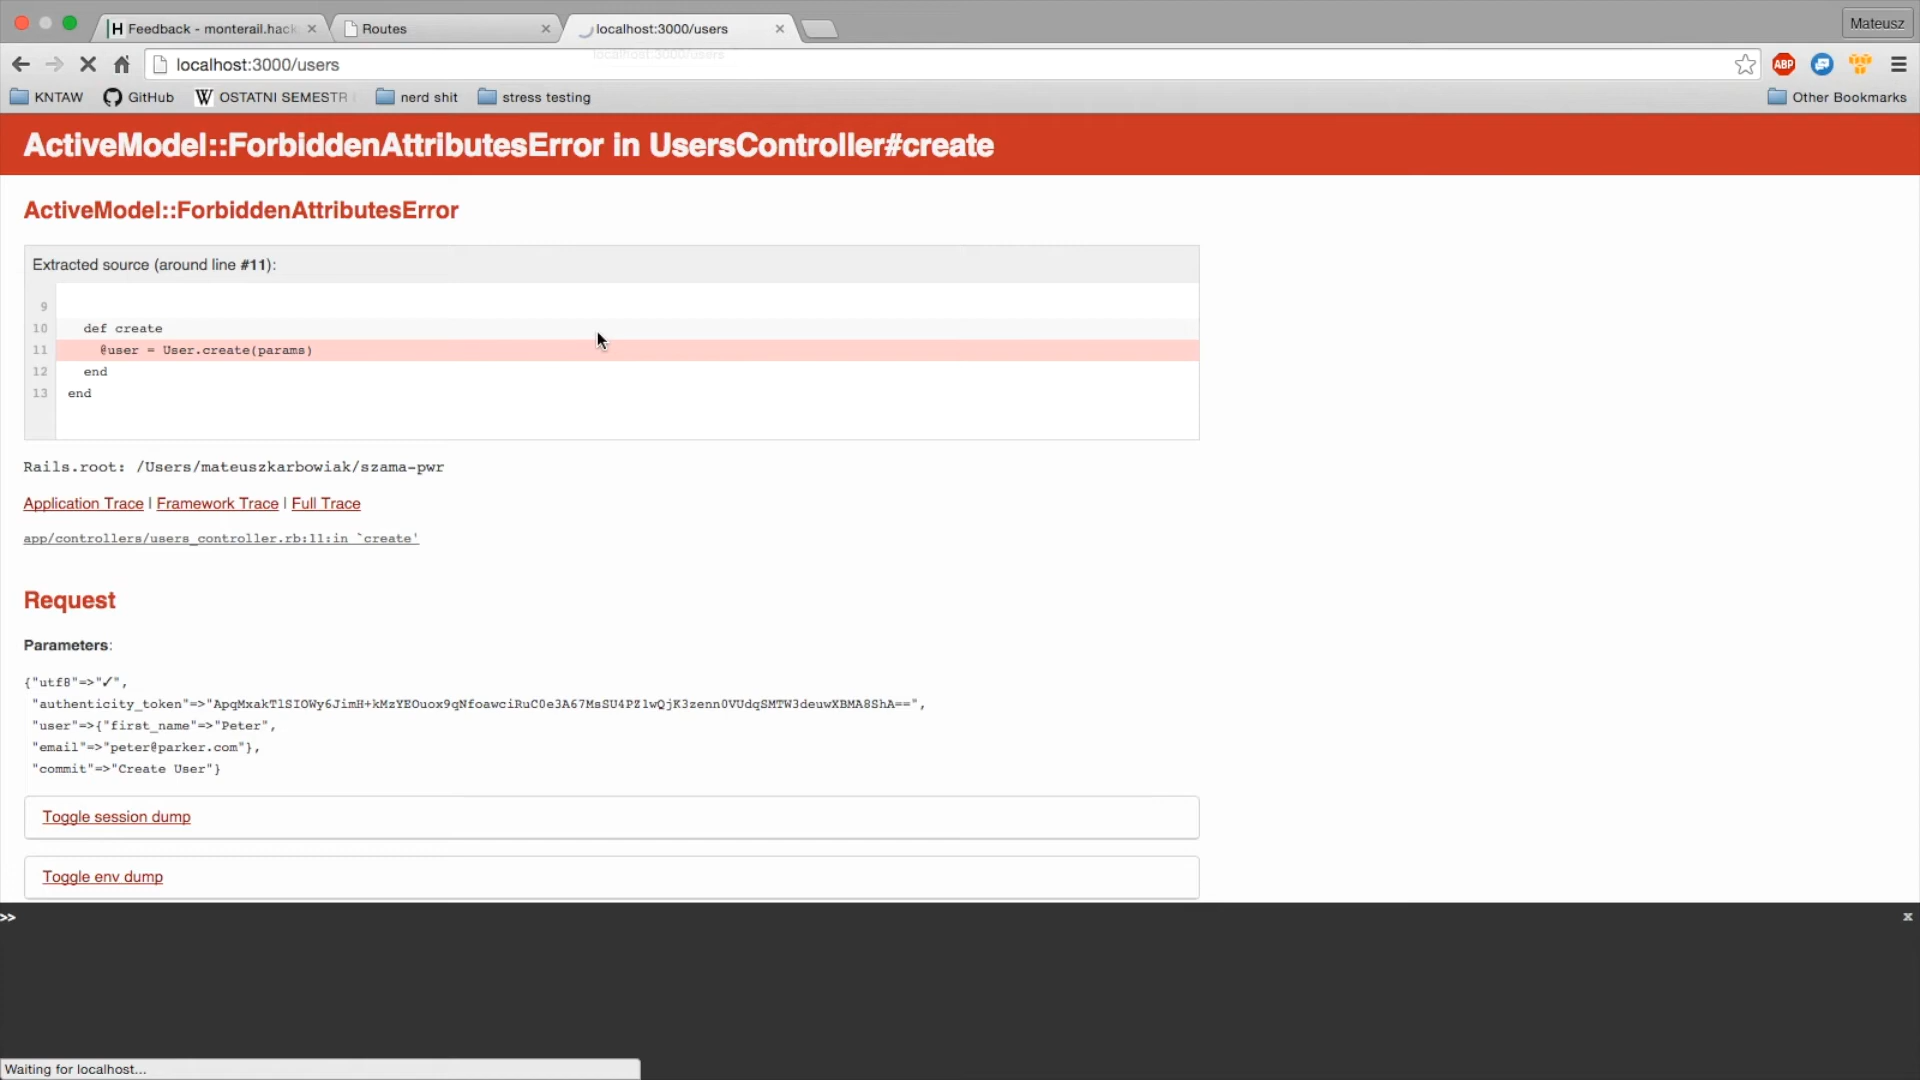 Feedback - monterail.hack
Routes
localhost:3000/users
Mateusz
localhost:3000/users
localhost:3000/users
ABP
KNTAW
GitHub
W OSTATNI SEMESTR
nerd shit
stress testing
Other Bookmarks
ActiveModel::ForbiddenAttributesError in UsersController#create
ActiveModel::ForbiddenAttributesError
Extracted source (around line #11):
9
10 def create
11 @user = User.create(params)
12 end
13 end
Rails.root: /Users/mateuszkarbowiak/szama-pwr
Application Trace | Framework Trace | Full Trace
app/controllers/users_controller.rb:11:in `create'
Request
Parameters:
{"utf8"=>"✓",
"authenticity_token"=>"ApqMxakTlSIOWy6JimH+kMzYEOuox9qNfoawciRuC0e3A67MsSU4PZ1wQjK3zenn0VUdqSMTW3deuwXBMA8ShA==",
"user"=>{"first_name"=>"Peter",
"email"=>"peter@parker.com"},
"commit"=>"Create User"}
Toggle session dump
Toggle env dump
>>
x
Waiting for localhost...